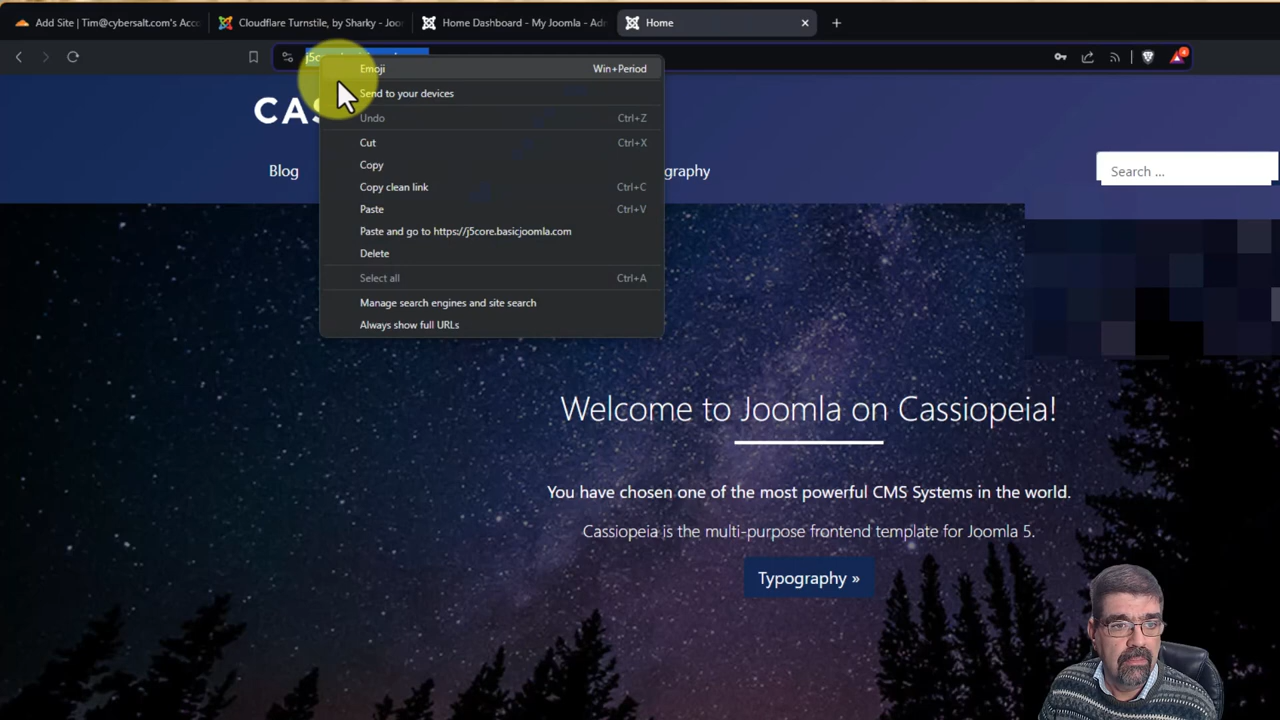 Add Site | Tim@cybersalt.com's Acco
Cloudflare Turnstile, by Sharky - Joo
Home Dashboard - My Joomla - Adm
Home
4
Emoji Win+Period
Send to your devices
Undo Ctrl+Z
Cut Ctrl+X
Copy
Copy clean link Ctrl+C
Paste Ctrl+V
Paste and go to https://j5core.basicjoomla.com
Delete
Select all Ctrl+A
Manage search engines and site search
Always show full URLs
CAS
Blog
graphy
Search ...
Welcome to Joomla on Cassiopeia!
You have chosen one of the most powerful CMS Systems in the world.
Cassiopeia is the multi-purpose frontend template for Joomla 5.
Typography »